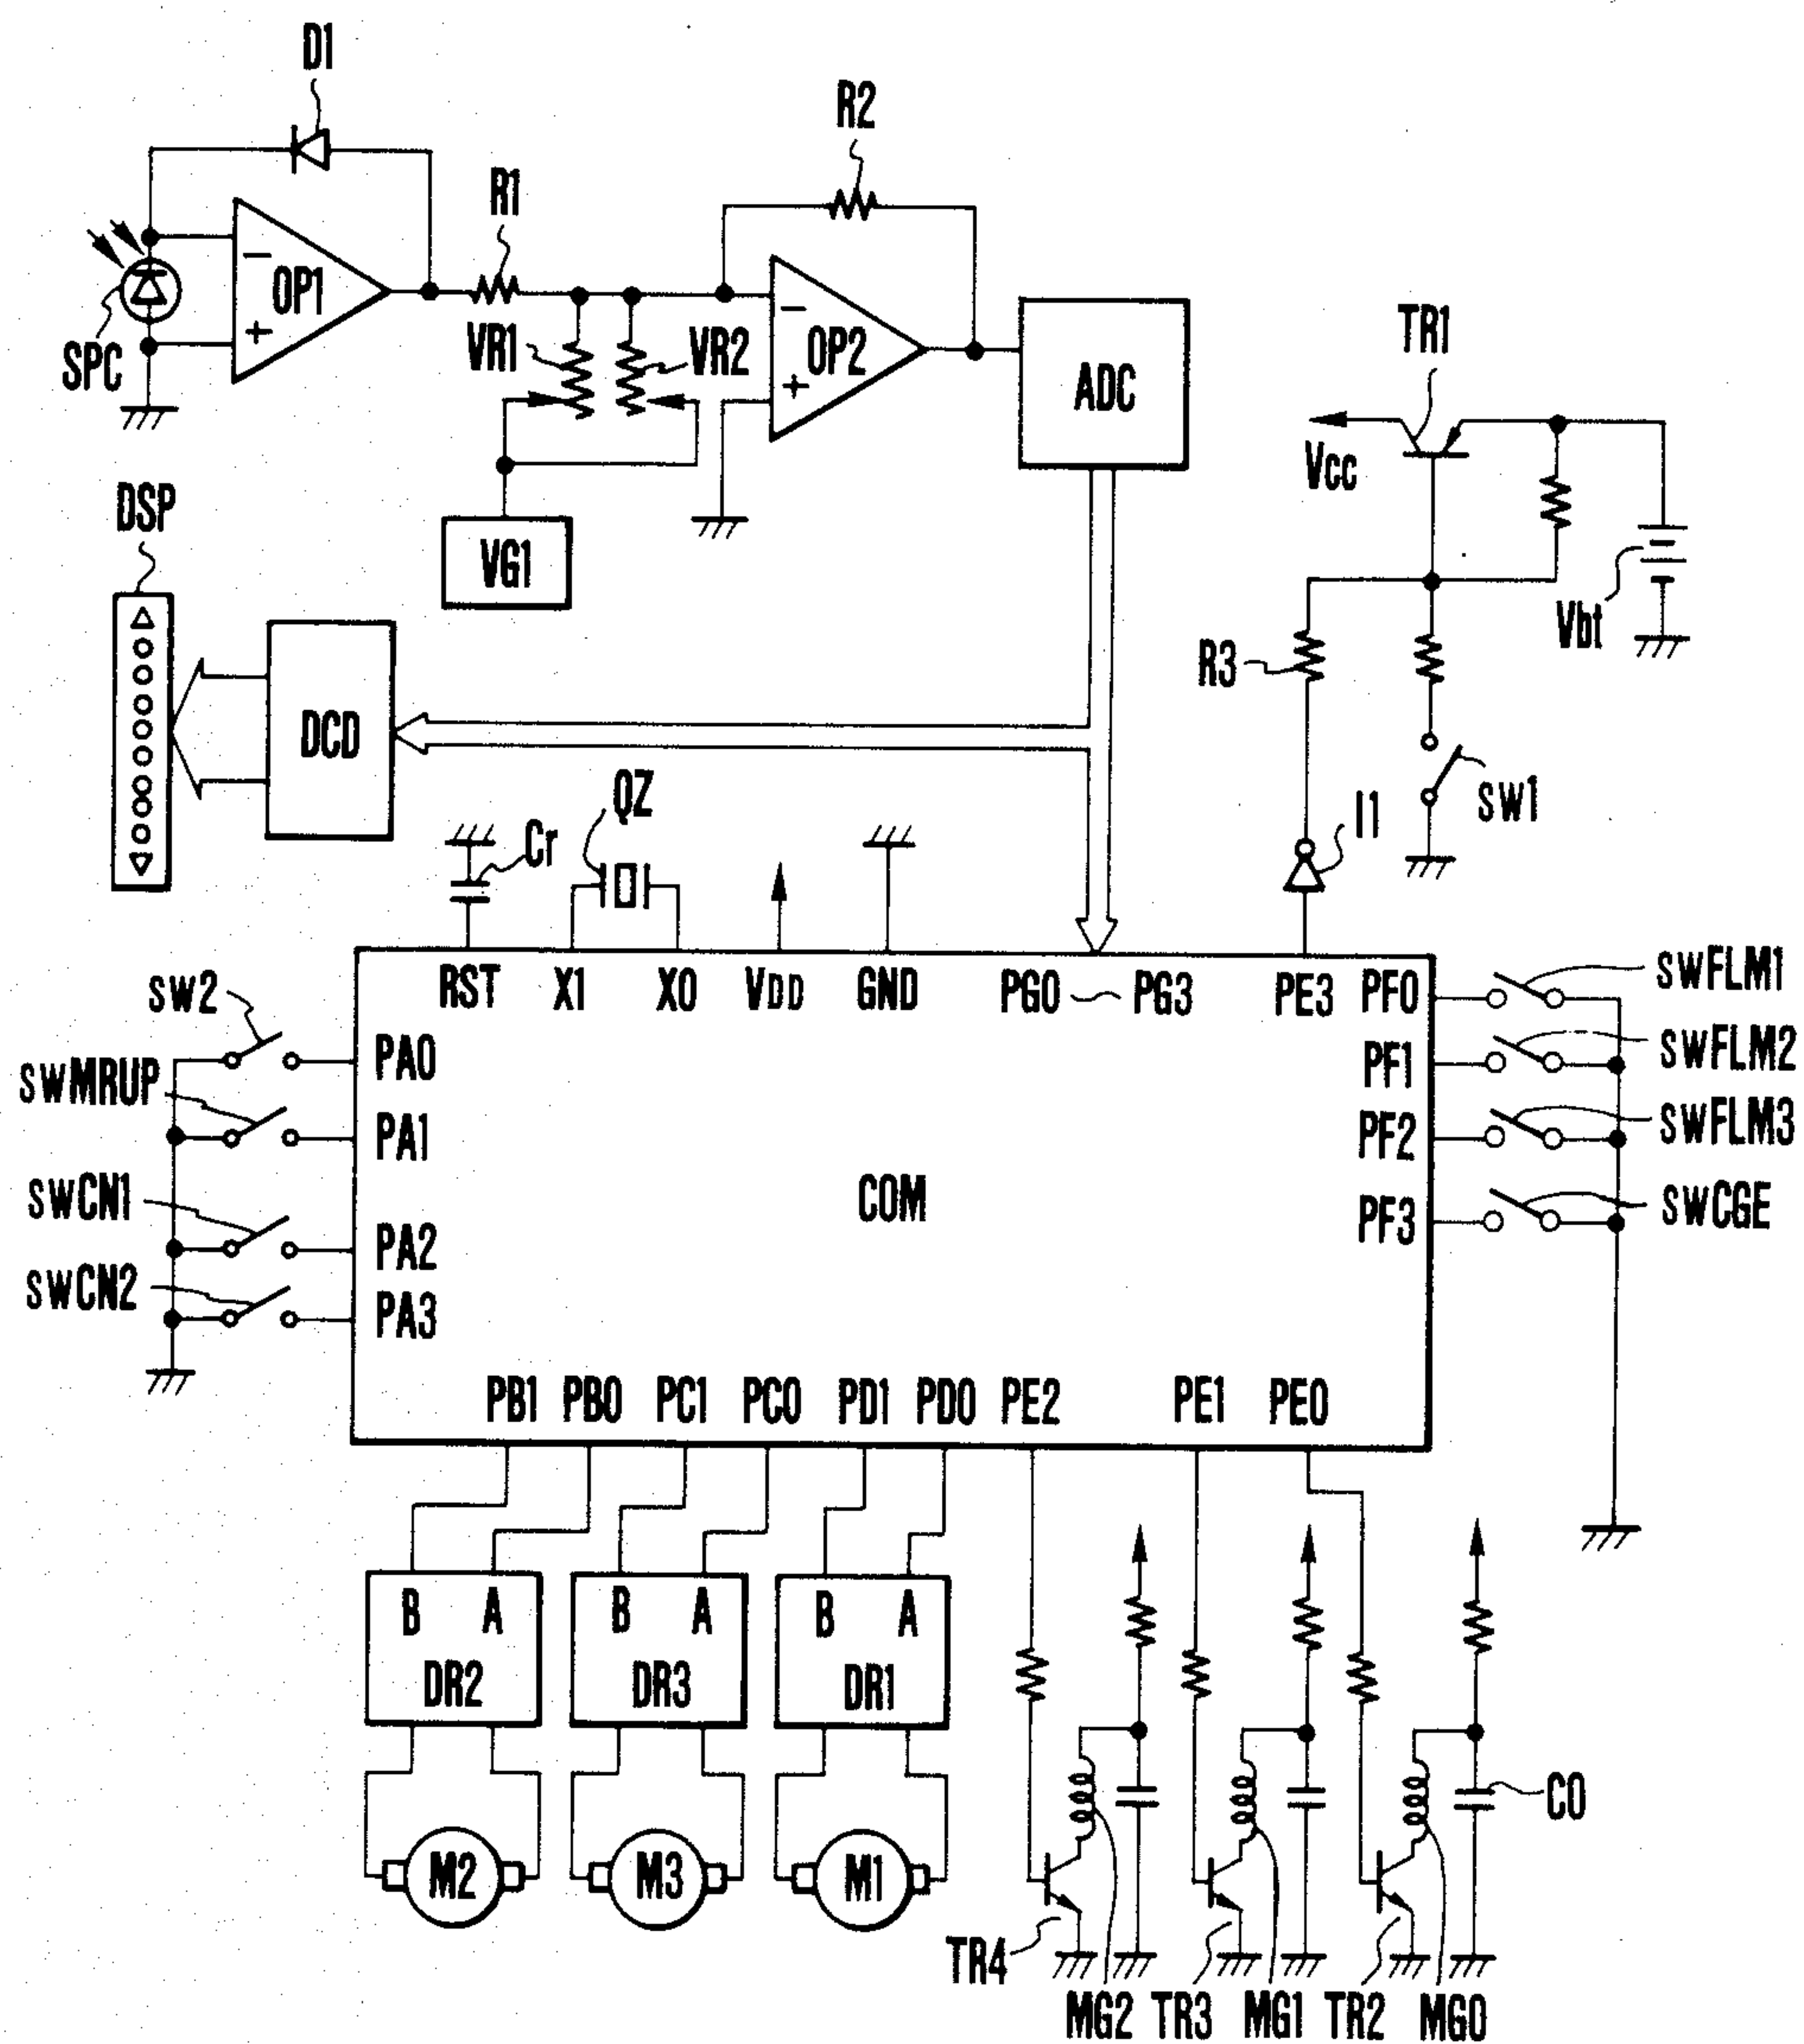 D1
R2
R1
− OP1 +
− OP2 +
SPC
VR1
VR2
ADC
TR1
Vcc
DSP
VG1
Vbt
R3
DCD
sw1
QZ
Cr
I1
RST X1 X0 VDD GND PG0 ~ PG3 PE3 PF0
swFLM1
sw2
PA0
PF1
swFLM2
swMRUP
PA1
PF2
swFLM3
swCN1
COM
PA2
PF3
swCGE
swCN2
PA3
PB1 PB0 PC1 PC0 PD1 PD0 PE2 PE1 PE0
B A B A B A
DR2 DR3 DR1
C0
M2 M3 M1
TR4
MG2 TR3 MG1 TR2 MG0